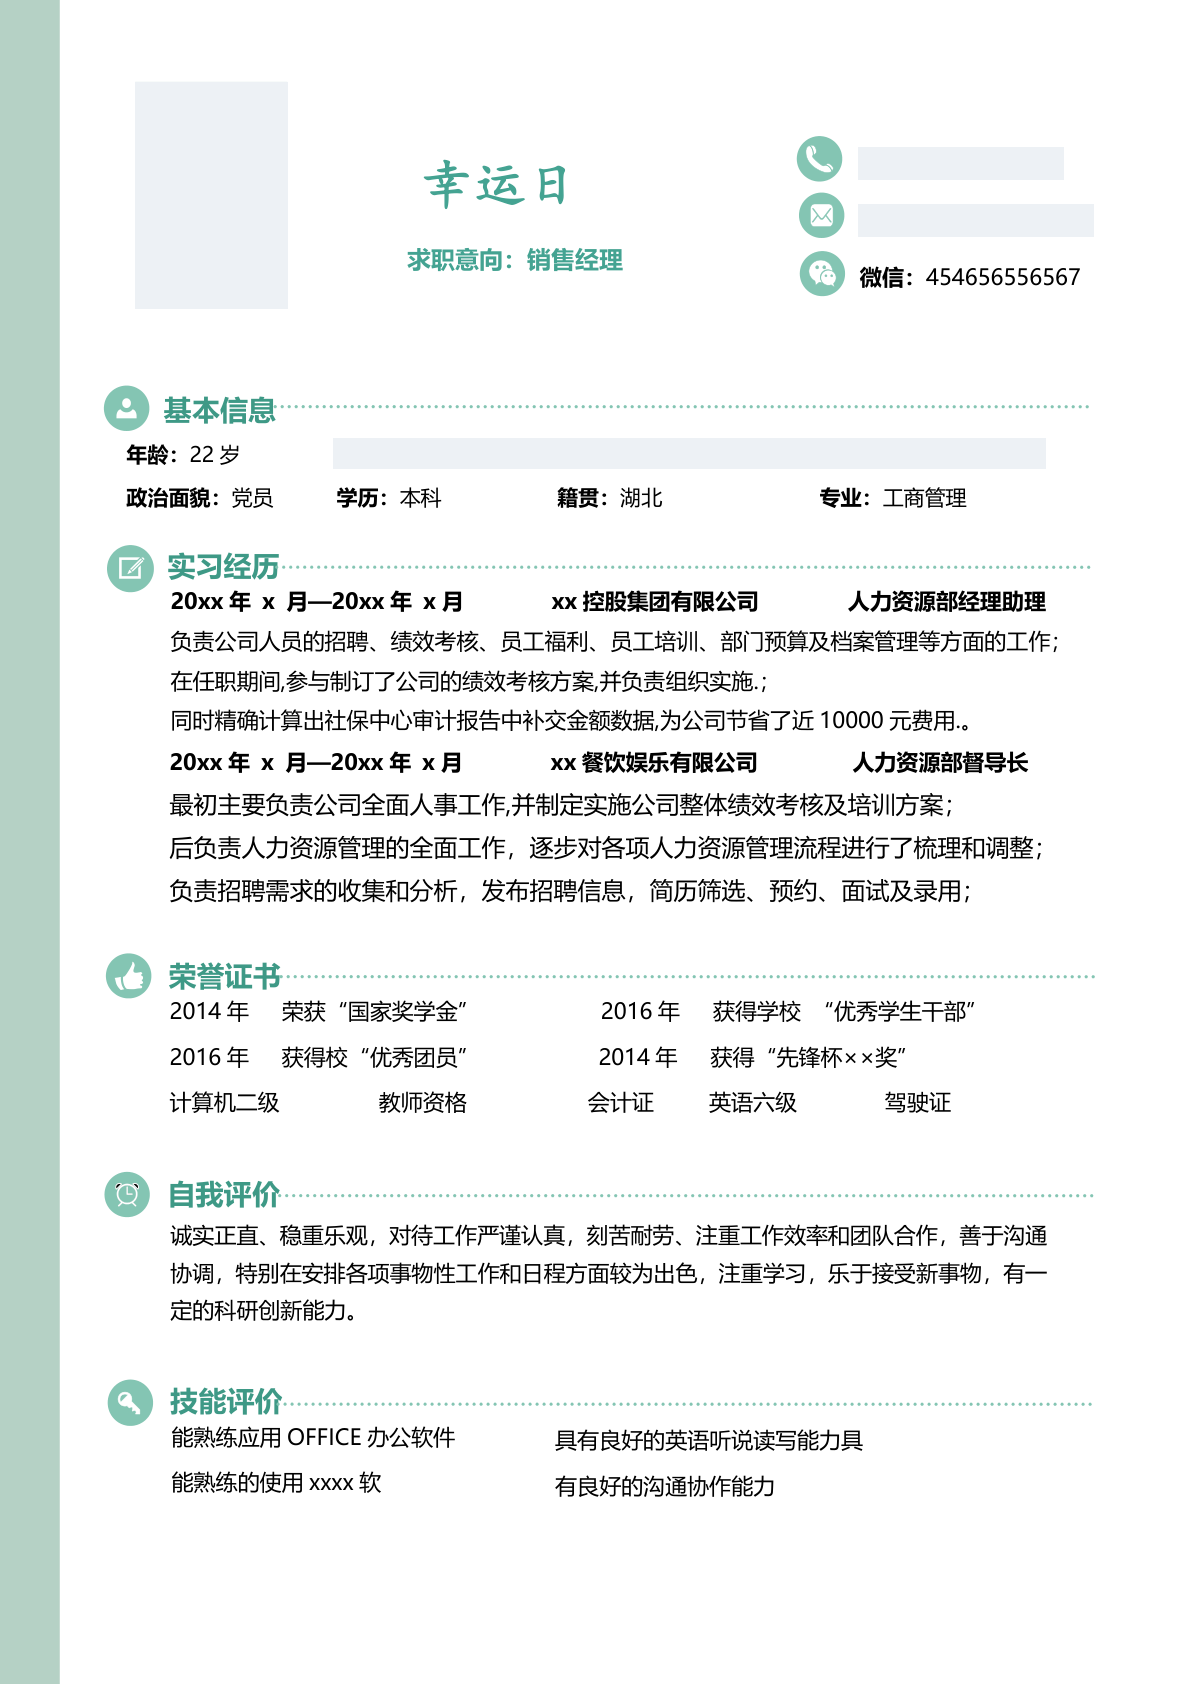 幸运日
求职意向：销售经理
微信：454656556567
基本信息
年龄：22 岁
政治面貌：党员 学历：本科 籍贯：湖北 专业：工商管理
实习经历
20xx 年 x 月—20xx 年 x 月 xx 控股集团有限公司 人力资源部经理助理
负责公司人员的招聘、绩效考核、员工福利、员工培训、部门预算及档案管理等方面的工作；
在任职期间,参与制订了公司的绩效考核方案,并负责组织实施.；
同时精确计算出社保中心审计报告中补交金额数据,为公司节省了近 10000 元费用.。
20xx 年 x 月—20xx 年 x 月 xx 餐饮娱乐有限公司 人力资源部督导长
最初主要负责公司全面人事工作,并制定实施公司整体绩效考核及培训方案；
后负责人力资源管理的全面工作，逐步对各项人力资源管理流程进行了梳理和调整；
负责招聘需求的收集和分析，发布招聘信息，简历筛选、预约、面试及录用；
荣誉证书
2014 年 荣获“国家奖学金” 2016 年 获得学校 “优秀学生干部”
2016 年 获得校“优秀团员” 2014 年 获得“先锋杯××奖”
计算机二级 教师资格 会计证 英语六级 驾驶证
自我评价
诚实正直、稳重乐观，对待工作严谨认真，刻苦耐劳、注重工作效率和团队合作，善于沟通
协调，特别在安排各项事物性工作和日程方面较为出色，注重学习，乐于接受新事物，有一
定的科研创新能力。
技能评价
能熟练应用 OFFICE 办公软件 具有良好的英语听说读写能力具
能熟练的使用 xxxx 软 有良好的沟通协作能力